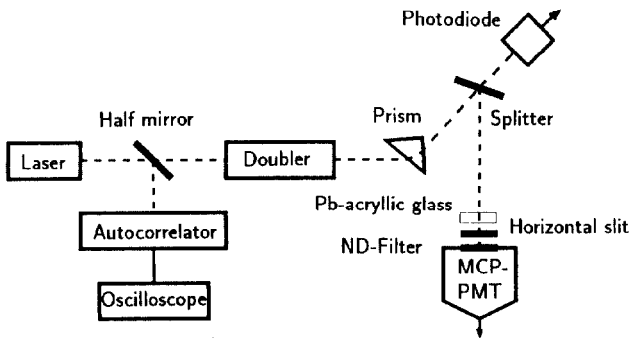 Photodiode
Half mirror
Prism
Splitter
Laser
Doubler
Pb-acryllic glass
Horizontal slit
Autocorrelator
ND-Filter
MCP-
PMT
Oscilloscope